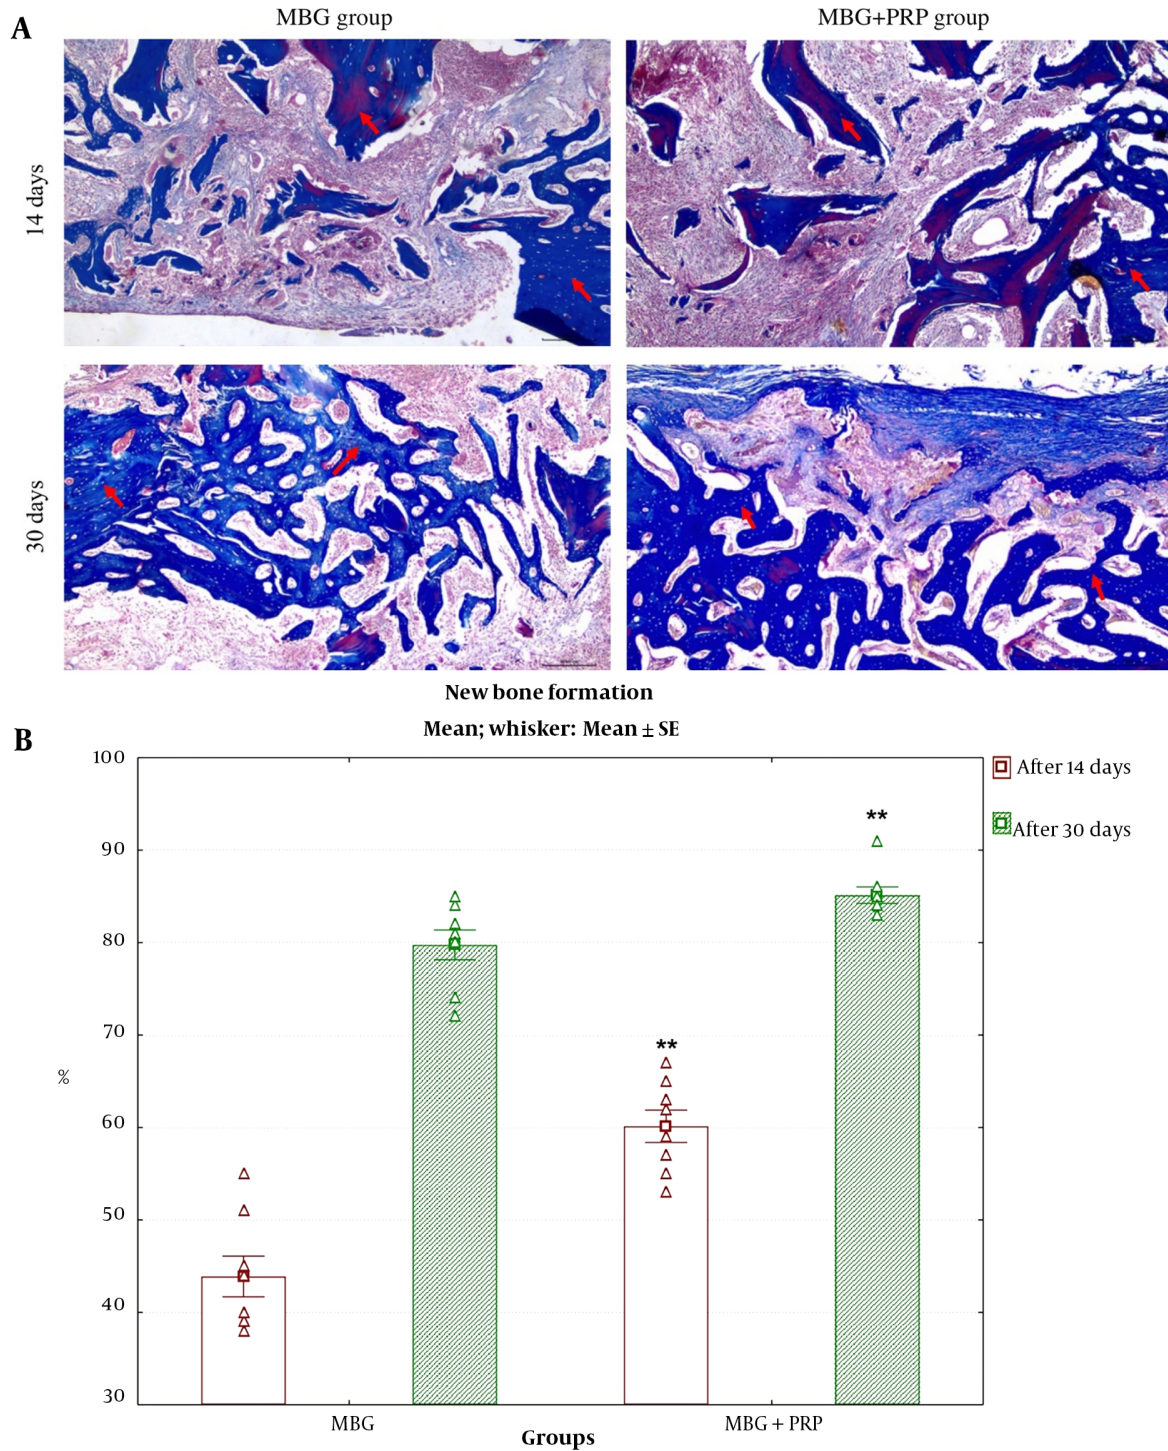 A
MBG group
MBG+PRP group
14 days
30 days
New bone formation
Mean; whisker: Mean ± SE
B
100
90
80
70
60
50
40
30
%
**
**
After 14 days
After 30 days
MBG
MBG + PRP
Groups